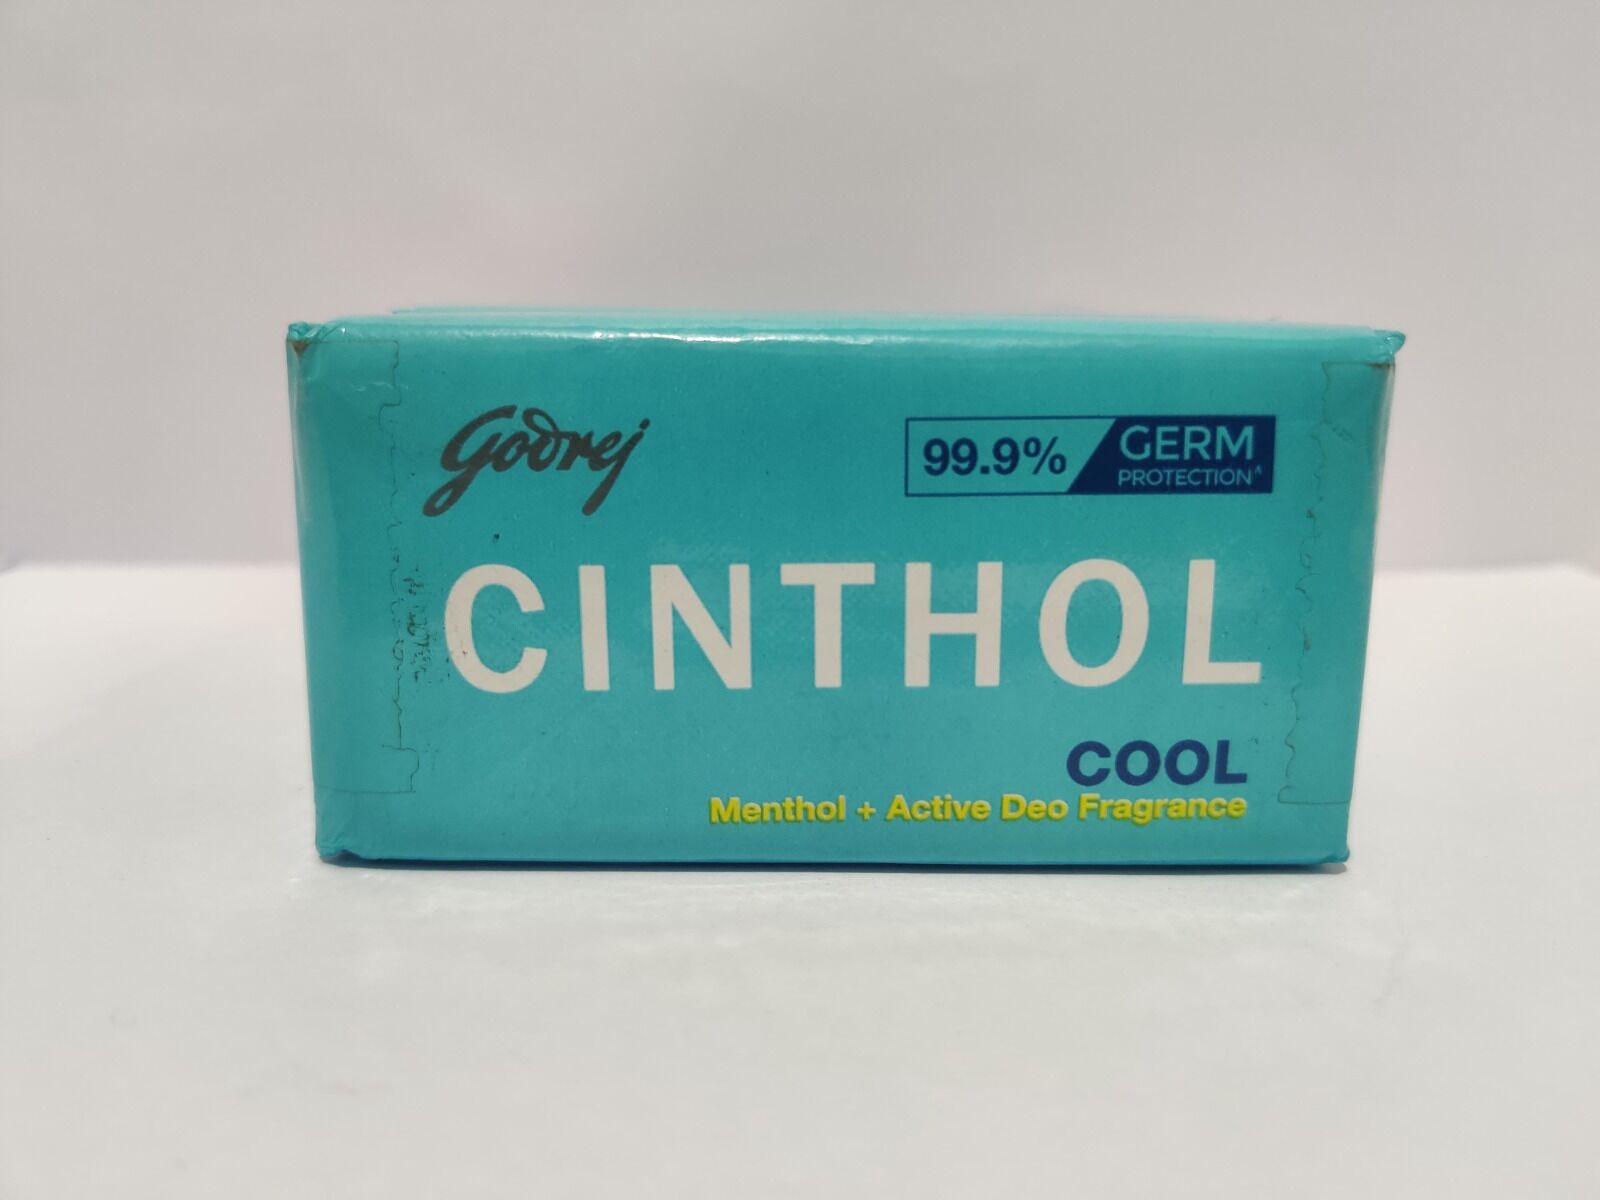 Godrej
99.9% GERM
PROTECTION^
CINTHOL
COOL
Menthol + Active Deo Fragrance